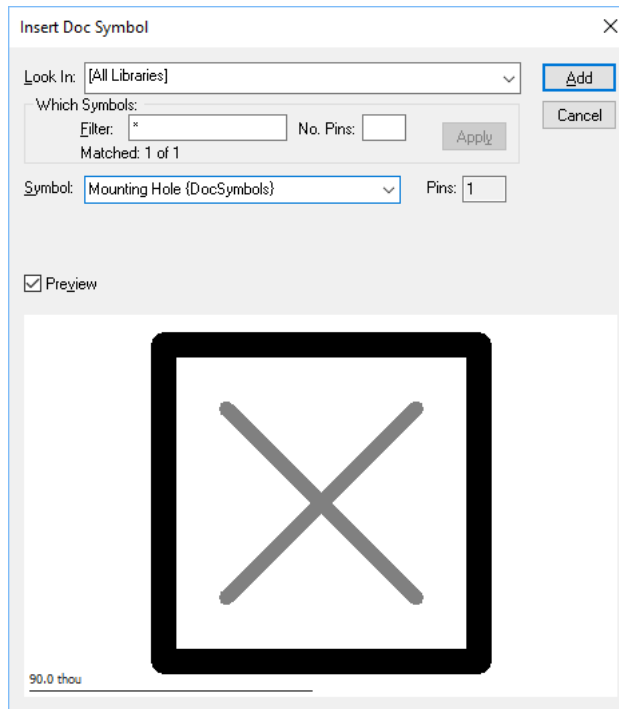 Insert Doc Symbol
Look In: [All Libraries]
Add
Which Symbols:
Cancel
Filter: * No. Pins:
Apply
Matched: 1 of 1
Symbol: Mounting Hole {DocSymbols} Pins: 1
Preview
90.0 thou